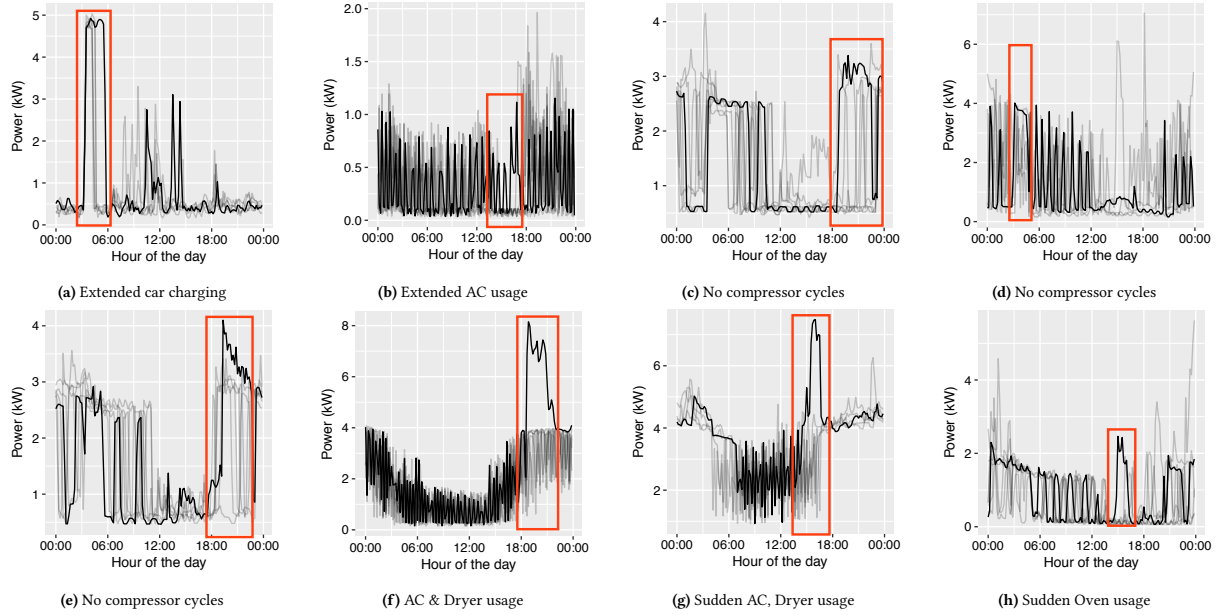 5
4
3
2
1
0
Power (kW)
00:00 06:00 12:00 18:00 00:00
Hour of the day
(a) Extended car charging
2.0
1.5
1.0
0.5
0.0
Power (kW)
00:00 06:00 12:00 18:00 00:00
Hour of the day
(b) Extended AC usage
4
3
2
1
Power (kW)
00:00 06:00 12:00 18:00 00:00
Hour of the day
(c) No compressor cycles
6
4
2
0
Power (kW)
00:00 06:00 12:00 18:00 00:00
Hour of the day
(d) No compressor cycles
4
3
2
1
Power (kW)
00:00 06:00 12:00 18:00 00:00
Hour of the day
(e) No compressor cycles
8
6
4
2
0
Power (kW)
00:00 06:00 12:00 18:00 00:00
Hour of the day
(f) AC & Dryer usage
6
4
2
Power (kW)
00:00 06:00 12:00 18:00 00:00
Hour of the day
(g) Sudden AC, Dryer usage
4
2
0
Power (kW)
00:00 06:00 12:00 18:00 00:00
Hour of the day
(h) Sudden Oven usage